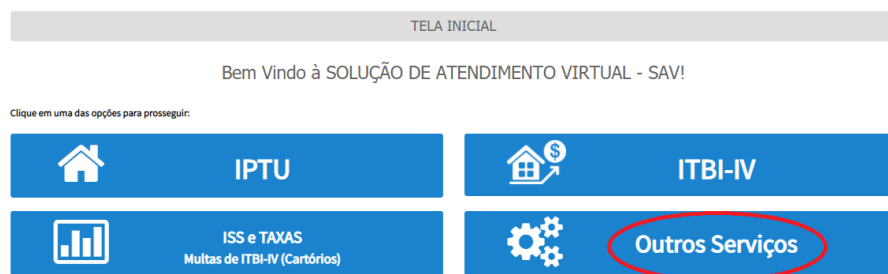 TELA INICIAL
Bem Vindo à SOLUÇÃO DE ATENDIMENTO VIRTUAL - SAV!
Clique em uma das opções para prosseguir:
IPTU
$
ITBI-IV
ISS e TAXAS
Multas de ITBI-IV (Cartórios)
Outros Serviços